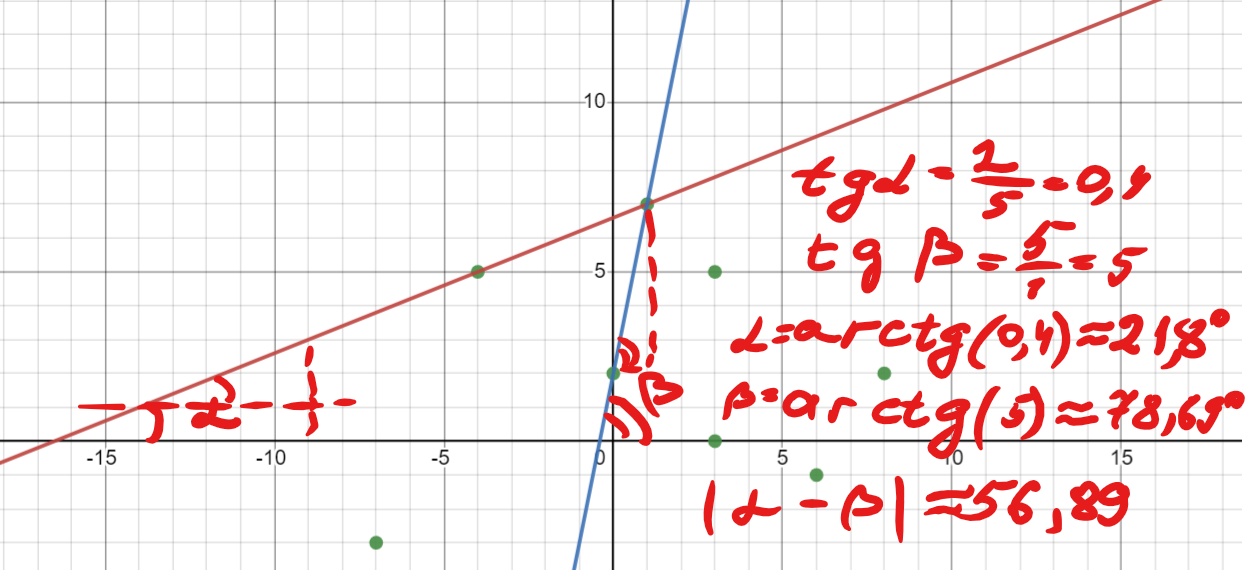 10
tgα = 2/5 = 0,4
5
tg β = 5/1 = 5
α = arctg(0,4) ≈ 21,8°
α
β
β = arctg(5) ≈ 78,69°
-15 -10 -5 0 5 10 15
|α - β| ≈ 56,89